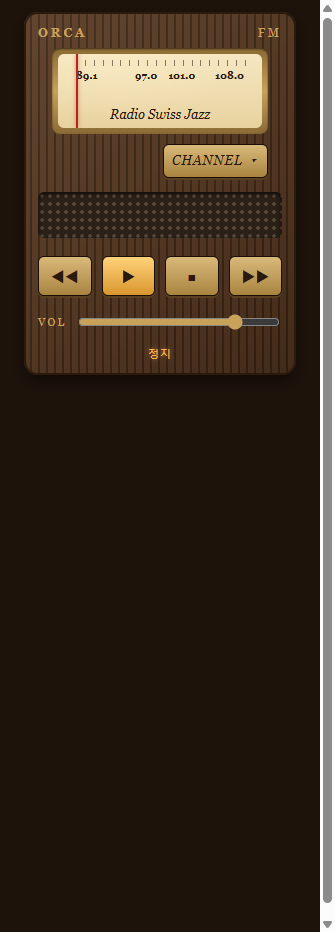 ORCA FM
89.1 97.0 101.0 108.0
Radio Swiss Jazz
CHANNEL
VOL
정지